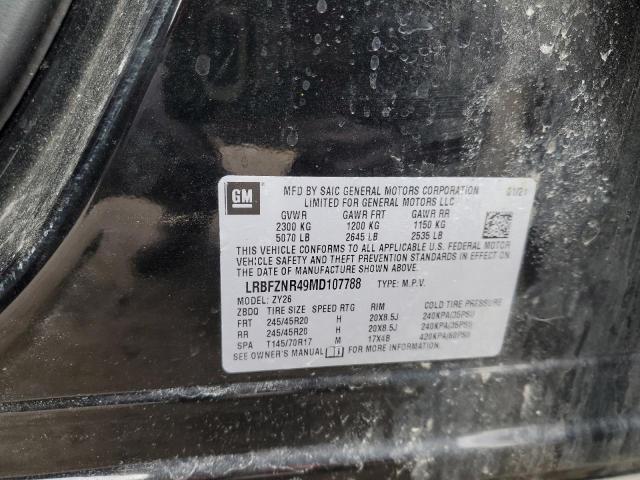 GM MFD BY SAIC GENERAL MOTORS CORPORATION 01/21
LIMITED FOR GENERAL MOTORS LLC
GVWR GAWR FRT GAWR RR
2300 KG 1200 KG 1150 KG
5070 LB 2645 LB 2535 LB
THIS VEHICLE CONFORMS TO ALL APPLICABLE U.S. FEDERAL MOTOR
VEHICLE SAFETY AND THEFT PREVENTION STANDARDS IN EFFECT
ON THE DATE OF MANUFACTURE SHOWN ABOVE.
LRBFZNR49MD107788 TYPE: M.P.V.
MODEL: ZY26
ZBDQ TIRE SIZE SPEED RTG RIM COLD TIRE PRESSURE
FRT 245/45R20 H 20X8.5J 240KPA(35PSI)
RR 245/45R20 H 20X8.5J 240KPA(35PSI)
SPA T145/70R17 M 17X4B 420KPA(60PSI)
SEE OWNER'S MANUAL FOR MORE INFORMATION.